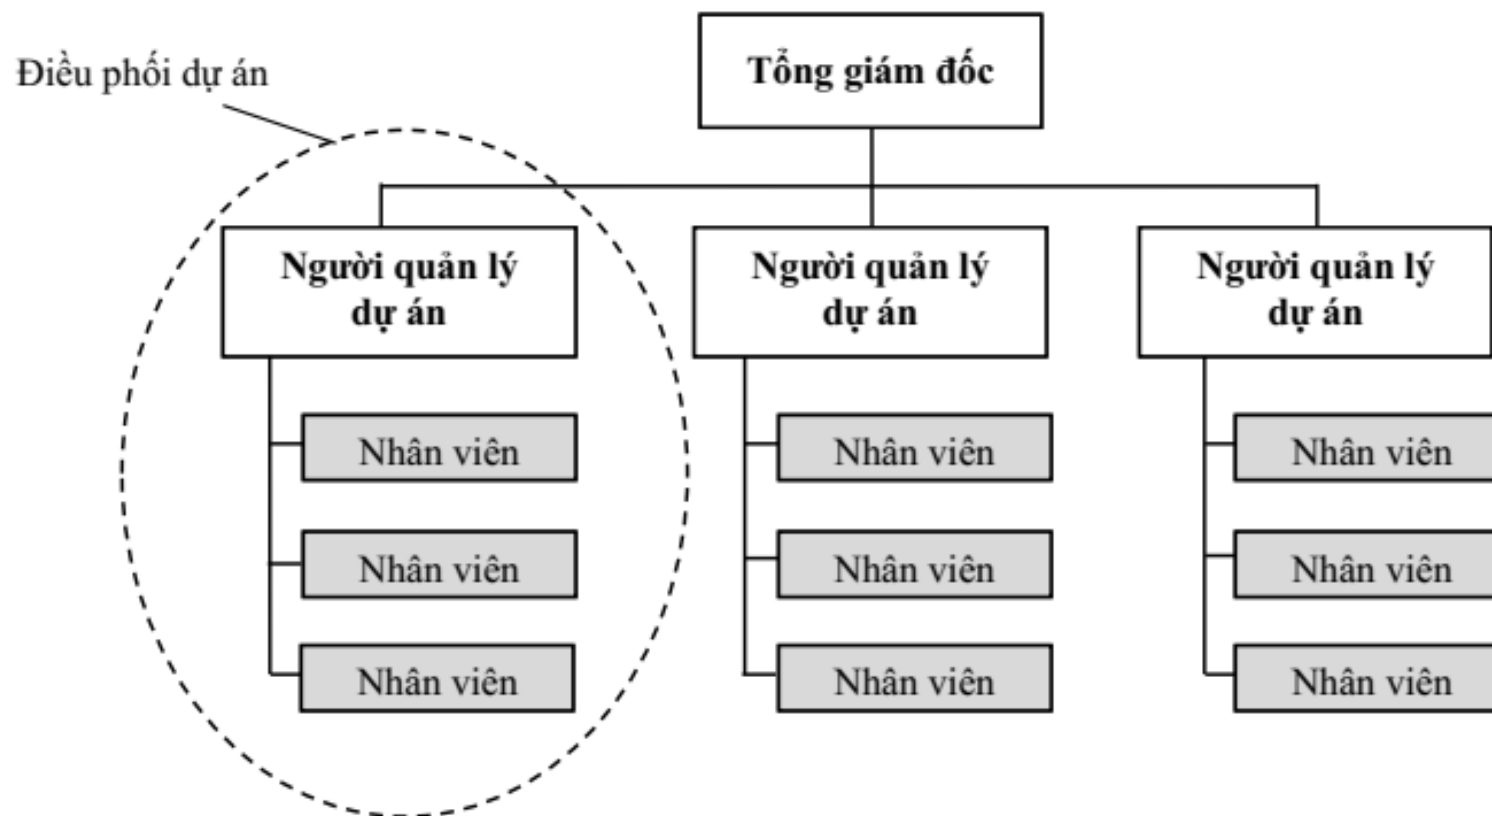 Điều phối dự án
Tổng giám đốc
Người quản lý
dự án
Người quản lý
dự án
Người quản lý
dự án
Nhân viên
Nhân viên
Nhân viên
Nhân viên
Nhân viên
Nhân viên
Nhân viên
Nhân viên
Nhân viên